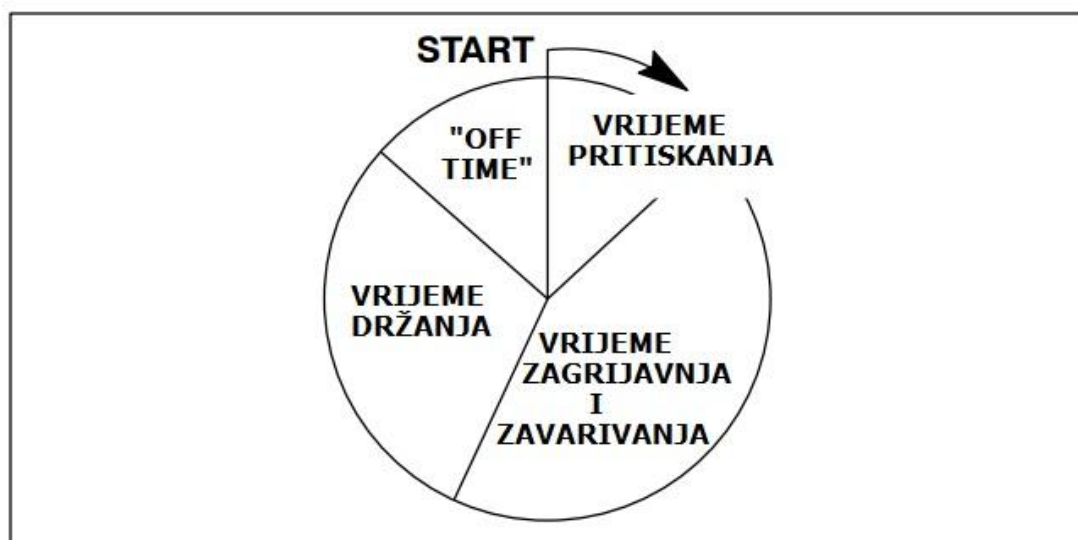 START
VRIJEME
PRITISKANJA
"OFF
TIME"
VRIJEME
DRŽANJA
VRIJEME
ZAGRIJAVNJA
I
ZAVARIVANJA